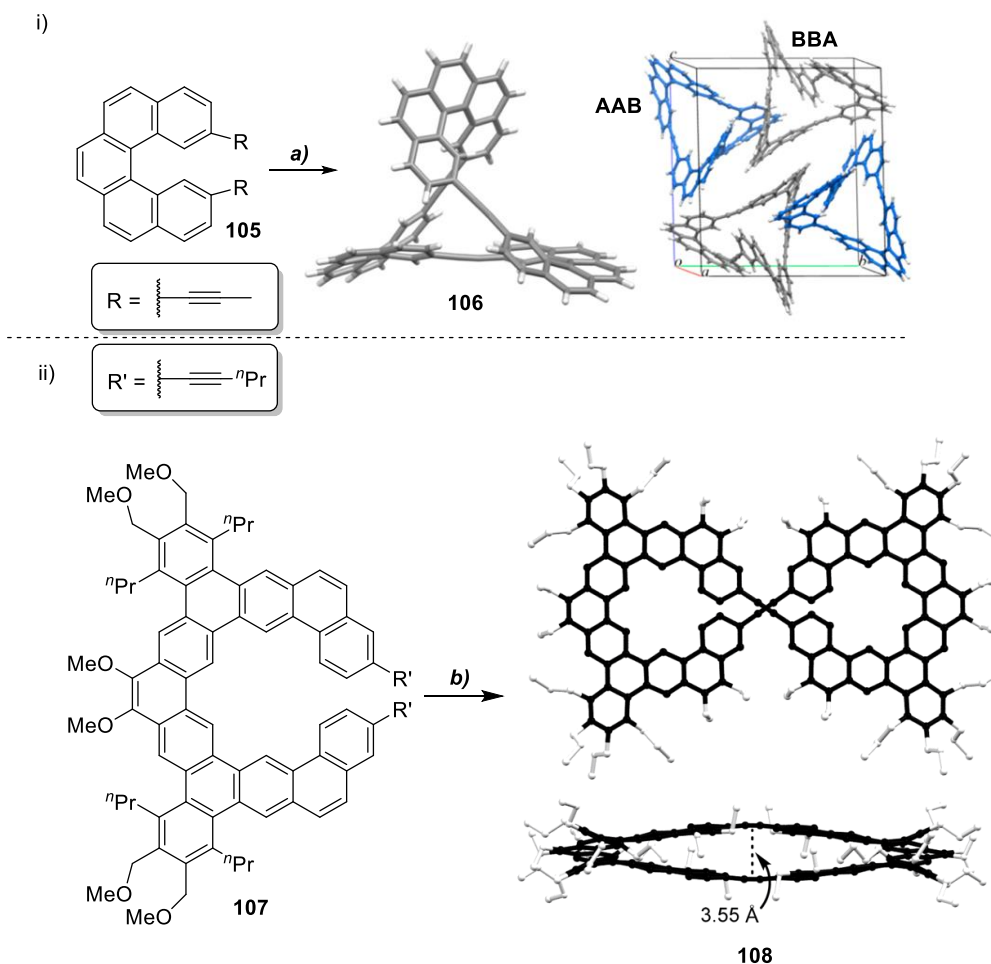 i)
R
R
105
a)
106
AAB
BBA
c
o
a
b
R =
ii)
R' =
ⁿPr
MeO
MeO
ⁿPr
ⁿPr
MeO
MeO
R'
R'
b)
ⁿPr
ⁿPr
MeO
MeO
107
3.55 Å
108